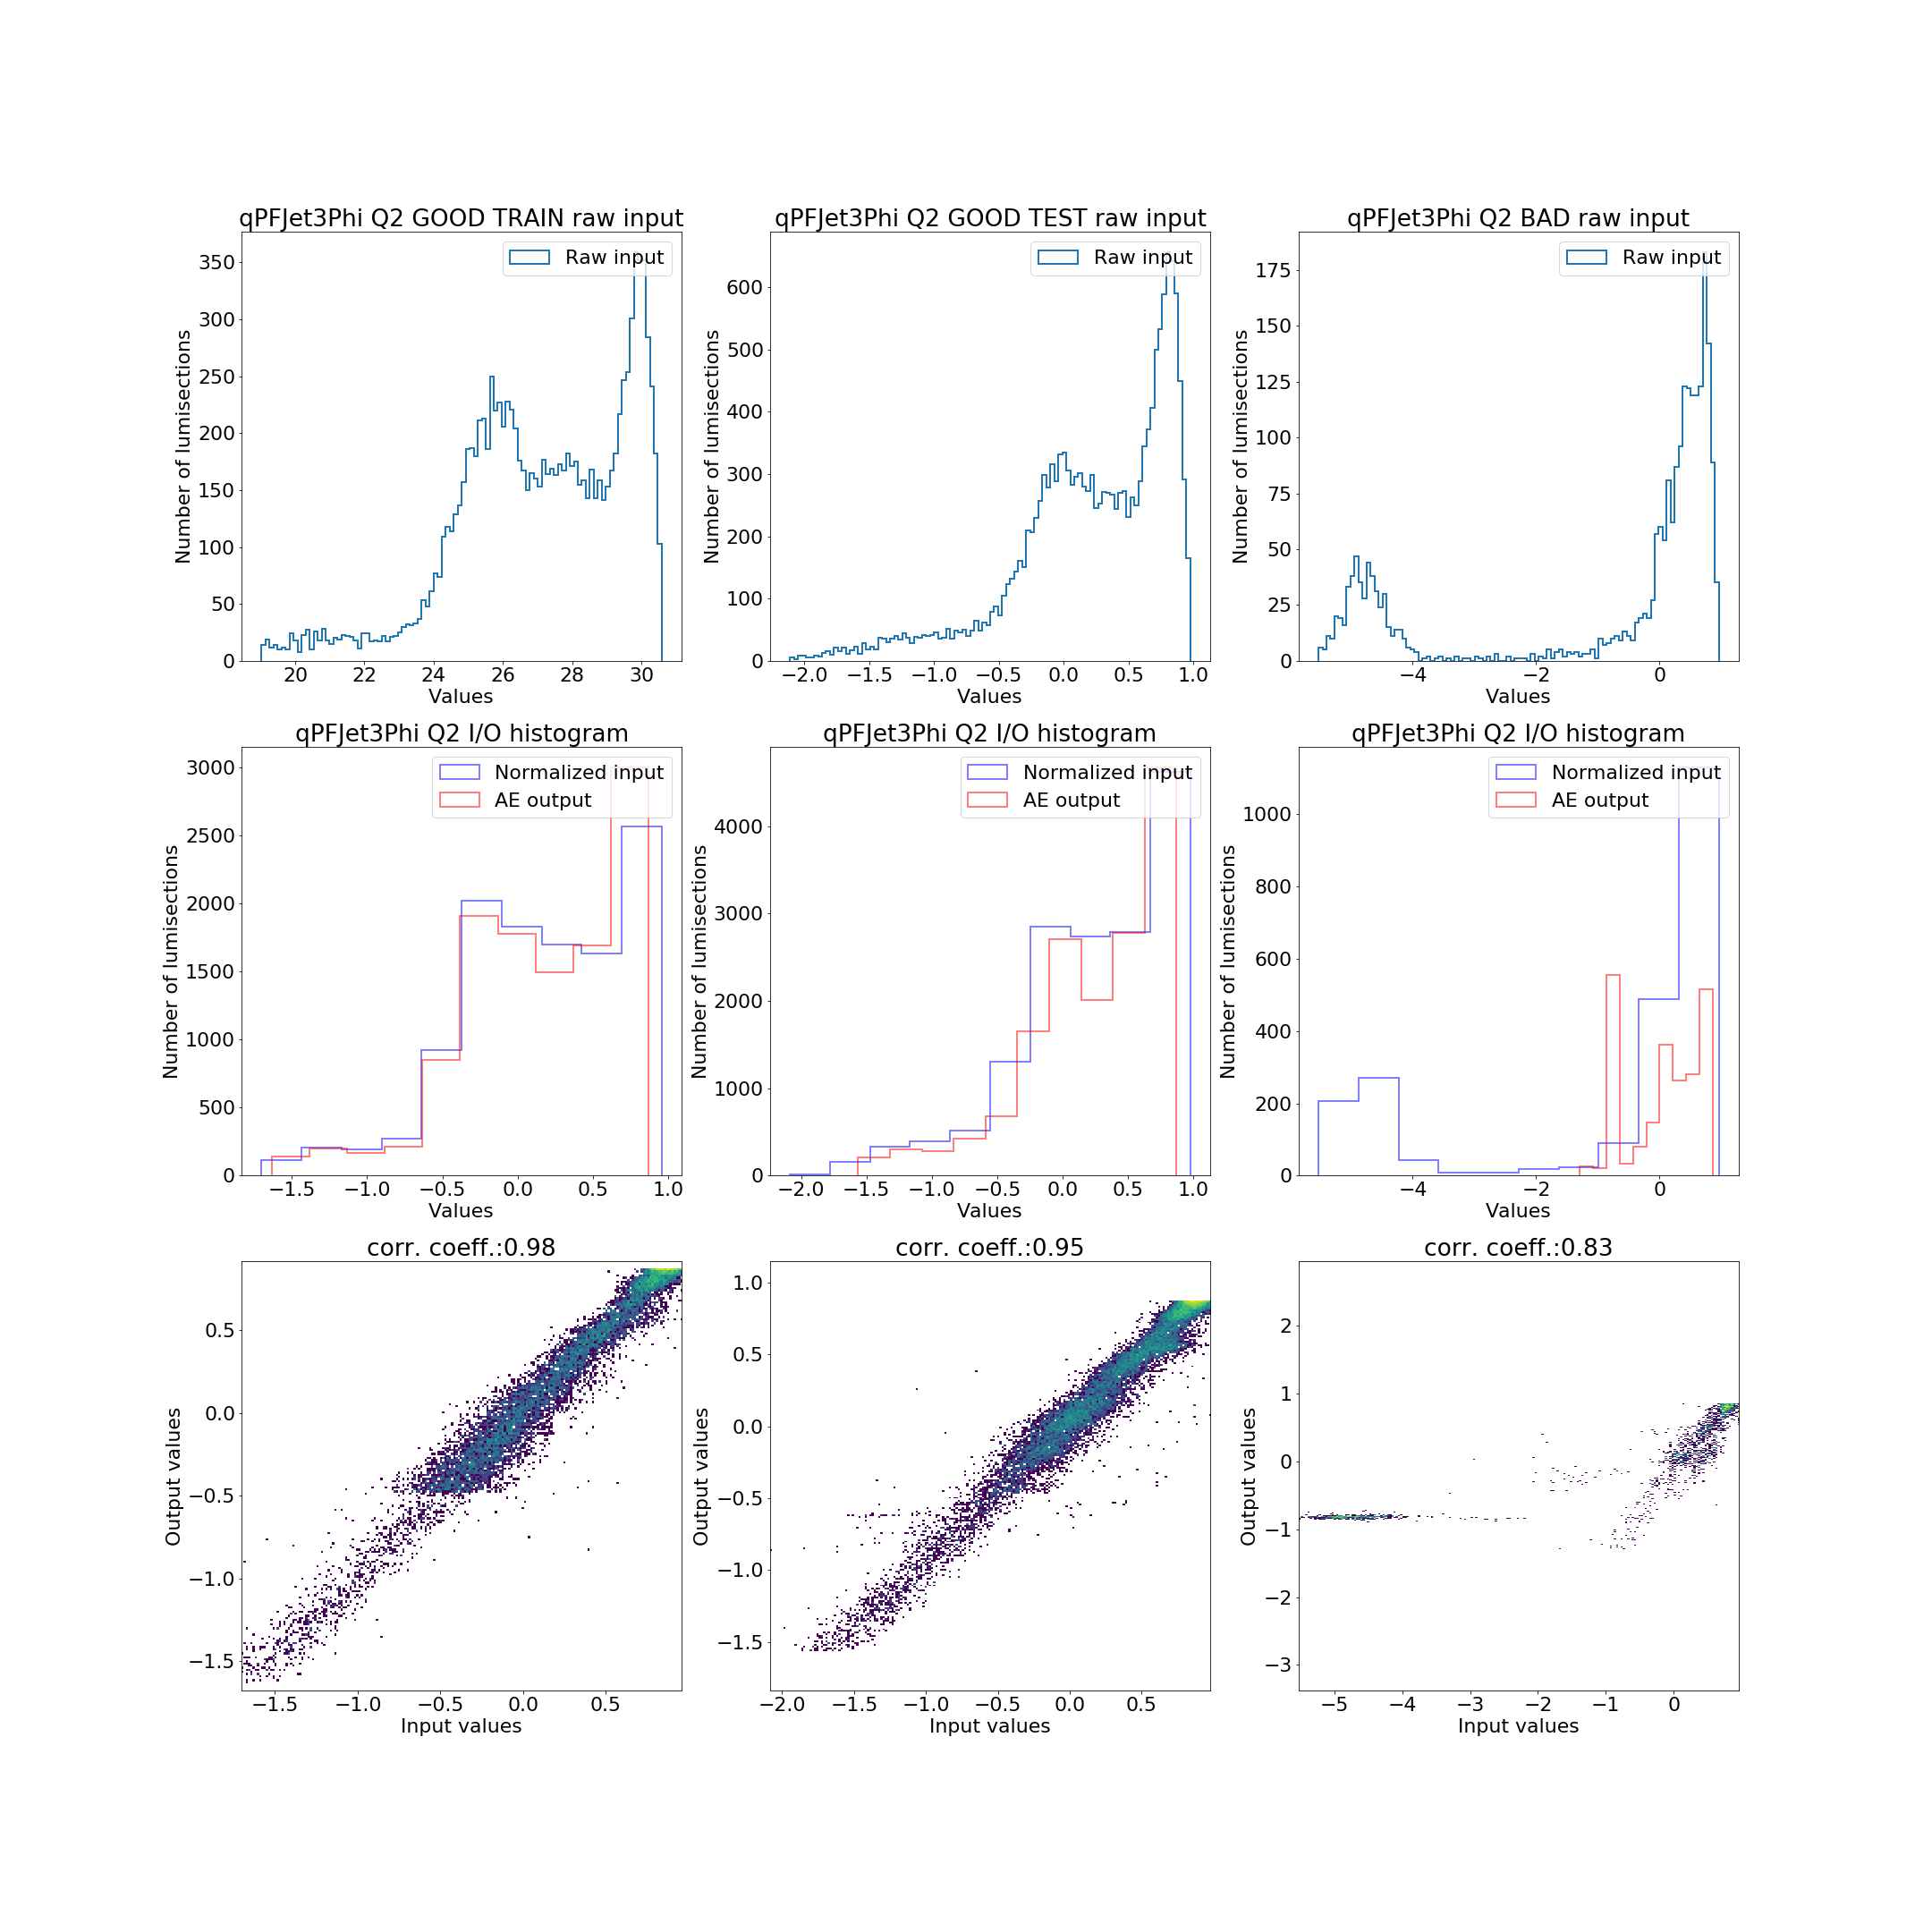 qPFJet3Phi Q2 GOOD TRAIN raw input
Raw input
350
300
250
200
150
100
50
0
20 22 24 26 28 30
Number of lumisections
Values
qPFJet3Phi Q2 GOOD TEST raw input
Raw input
600
500
400
300
200
100
0
−2.0 −1.5 −1.0 −0.5 0.0 0.5 1.0
Number of lumisections
Values
qPFJet3Phi Q2 BAD raw input
Raw input
175
150
125
100
75
50
25
0
−4 −2 0
Number of lumisections
Values
qPFJet3Phi Q2 I/O histogram
Normalized input
AE output
3000
2500
2000
1500
1000
500
0
−1.5 −1.0 −0.5 0.0 0.5 1.0
Number of lumisections
Values
qPFJet3Phi Q2 I/O histogram
Normalized input
AE output
4000
3000
2000
1000
0
−2.0 −1.5 −1.0 −0.5 0.0 0.5 1.0
Number of lumisections
Values
qPFJet3Phi Q2 I/O histogram
Normalized input
AE output
1000
800
600
400
200
0
−4 −2 0
Number of lumisections
Values
corr. coeff.:0.98
0.5
0.0
−0.5
−1.0
−1.5
−1.5 −1.0 −0.5 0.0 0.5
Output values
Input values
corr. coeff.:0.95
1.0
0.5
0.0
−0.5
−1.0
−1.5
−2.0 −1.5 −1.0 −0.5 0.0 0.5
Output values
Input values
corr. coeff.:0.83
2
1
0
−1
−2
−3
−5 −4 −3 −2 −1 0
Output values
Input values